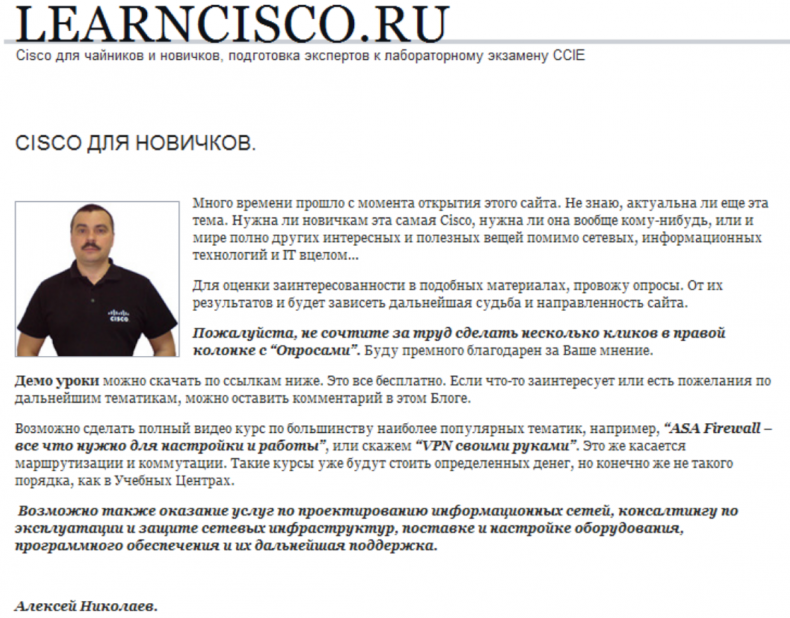 LEARNCISCO.RU
Cisco для чайников и новичков, подготовка экспертов к лабораторному экзамену CCIE
CISCO ДЛЯ НОВИЧКОВ.
Много времени прошло с момента открытия этого сайта. Не знаю, актуальна ли еще эта
тема. Нужна ли новичкам эта самая Cisco, нужна ли она вообще кому-нибудь, или и
мире полно других интересных и полезных вещей помимо сетевых, информационных
технологий и IT вцелом...
Для оценки заинтересованности в подобных материалах, провожу опросы. От их
результатов и будет зависеть дальнейшая судьба и направленность сайта.
Пожалуйста, не сочтите за труд сделать несколько кликов в правой
колонке с “Опросами”. Буду премного благодарен за Ваше мнение.
CISCO
Демо уроки можно скачать по ссылкам ниже. Это все бесплатно. Если что-то заинтересует или есть пожелания по
дальнейшим тематикам, можно оставить комментарий в этом Блоге.
Возможно сделать полный видео курс по большинству наиболее популярных тематик, например, “ASA Firewall –
все что нужно для настройки и работы”, или скажем “VPN своими руками”. Это же касается
маршрутизации и коммутации. Такие курсы уже будут стоить определенных денег, но конечно же не такого
порядка, как в Учебных Центрах.
Возможно также оказание услуг по проектированию информационных сетей, консалтингу по
эксплуатации и защите сетевых инфраструктур, поставке и настройке оборудования,
программного обеспечения и их дальнейшая поддержка.
Алексей Николаев.